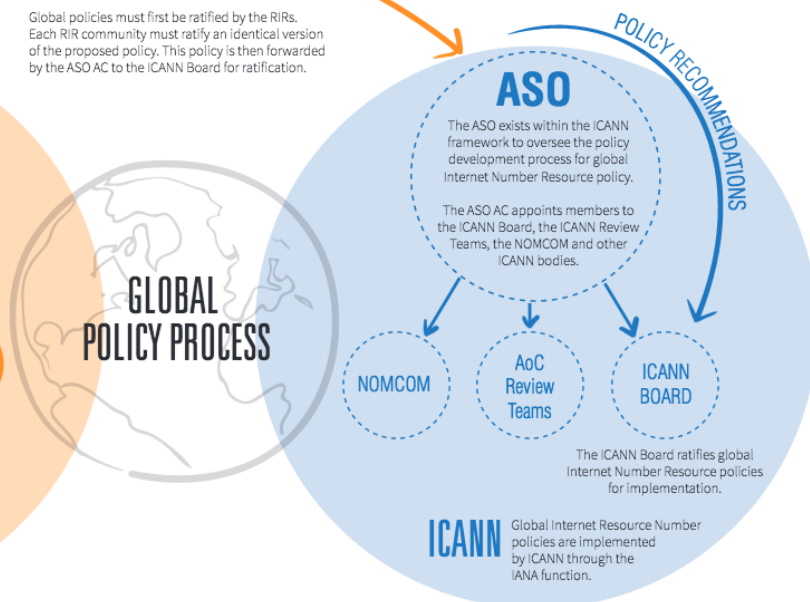 Global policies must first be ratified by the RIRs.
Each RIR community must ratify an identical version
of the proposed policy. This policy is then forwarded
by the ASO AC to the ICANN Board for ratification.
POLICY RECOMMENDATIONS
ASO
The ASO exists within the ICANN
framework to oversee the policy
development process for global
Internet Number Resource policy.
The ASO AC appoints members to
the ICANN Board, the ICANN Review
Teams, the NOMCOM and other
ICANN bodies.
GLOBAL
POLICY PROCESS
NOMCOM
AoC
Review
Teams
ICANN
BOARD
The ICANN Board ratifies global
Internet Number Resource policies
for implementation.
ICANN
Global Internet Resource Number
policies are implemented
by ICANN through the
IANA function.